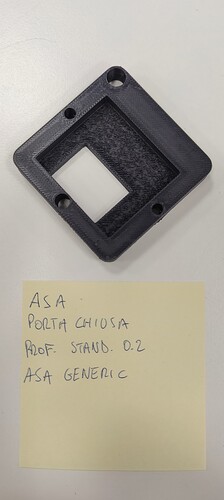 ASA
PORTA CHIUSA
PROF. STAND. 0.2
ASA GENERIC